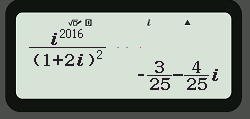 √▫/▫ D i ▲
i^2016/(1+2i)^2
-3/25-4/25i